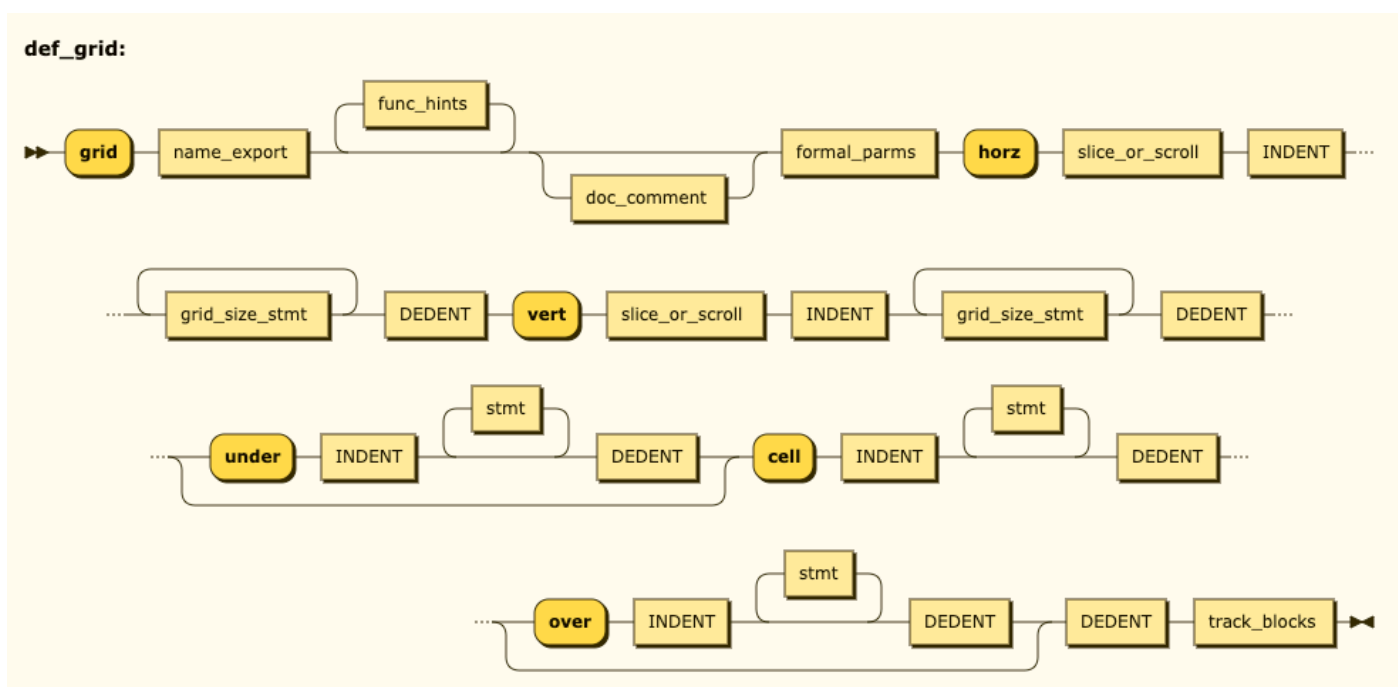 def_grid:
func_hints
grid name_export formal_parms horz slice_or_scroll INDENT
doc_comment
grid_size_stmt DEDENT vert slice_or_scroll INDENT grid_size_stmt DEDENT
stmt stmt
under INDENT DEDENT cell INDENT DEDENT
stmt
over INDENT DEDENT DEDENT track_blocks